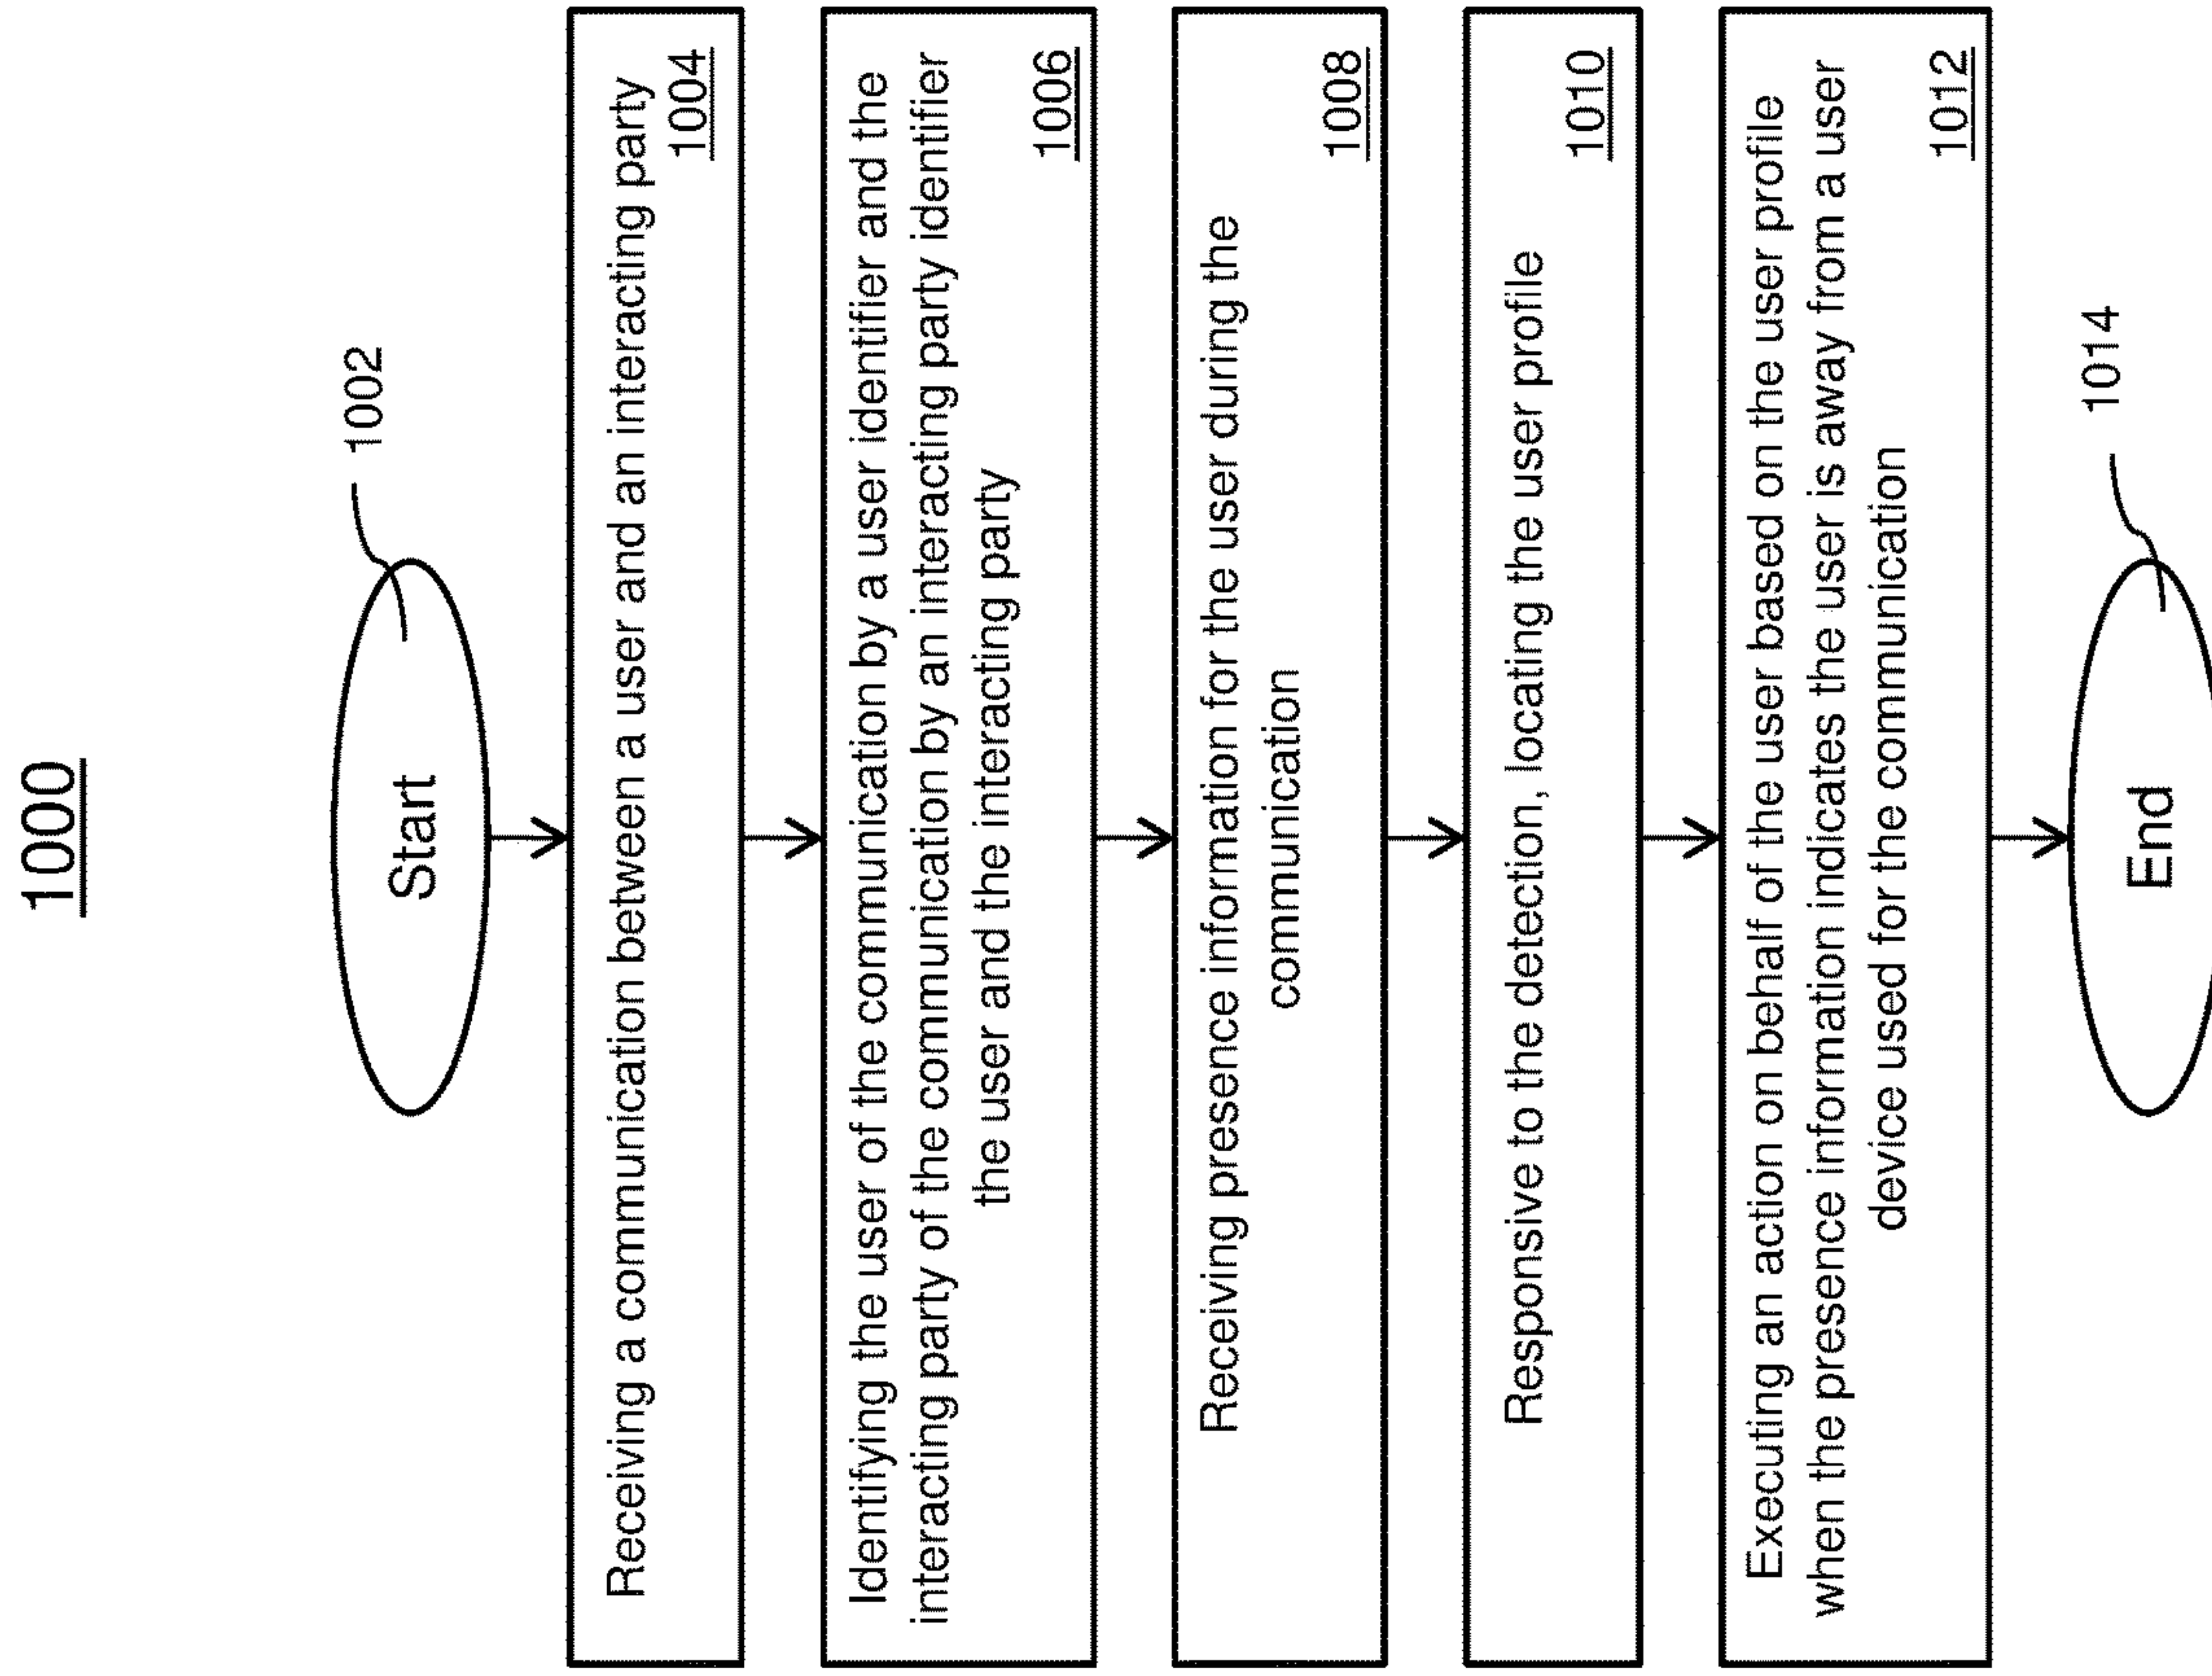 1000
Start
1002
Receiving a communication between a user and an interacting party
1004
Identifying the user of the communication by a user identifier and the
interacting party of the communication by an interacting party identifier
the user and the interacting party
1006
Receiving presence information for the user during the
communication
1008
Responsive to the detection, locating the user profile
1010
Executing an action on behalf of the user based on the user profile
when the presence information indicates the user is away from a user
device used for the communication
1012
1014
End